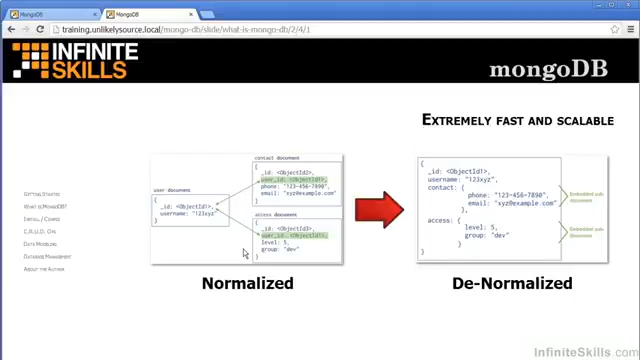 MongoDB
MongoDB
training.unlikelysource.local/mongo-db/slide/what-is-mongo-db/2/4/1
INFINITE
SKILLS
mongoDB
EXTREMELY FAST AND SCALABLE
GETTING STARTED
WHAT IS MONGODB?
INSTALL / CONFIG
C.R.U.D. OPS
DATA MODELING
DATABASE MANAGEMENT
ABOUT THE AUTHOR
user document
{
_id: <ObjectId1>,
username: "123xyz"
}
contact document
{
_id: <ObjectId2>,
user_id: <ObjectId1>,
phone: "123-456-7890",
email: "xyz@example.com"
}
access document
{
_id: <ObjectId3>,
user_id: <ObjectId1>,
level: 5,
group: "dev"
}
Normalized
{
_id: <ObjectId1>,
username: "123xyz",
contact: {
phone: "123-456-7890",
email: "xyz@example.com"
},
access: {
level: 5,
group: "dev"
}
}
Embedded sub-
document
Embedded sub-
document
De-Normalized
InfiniteSkills.com